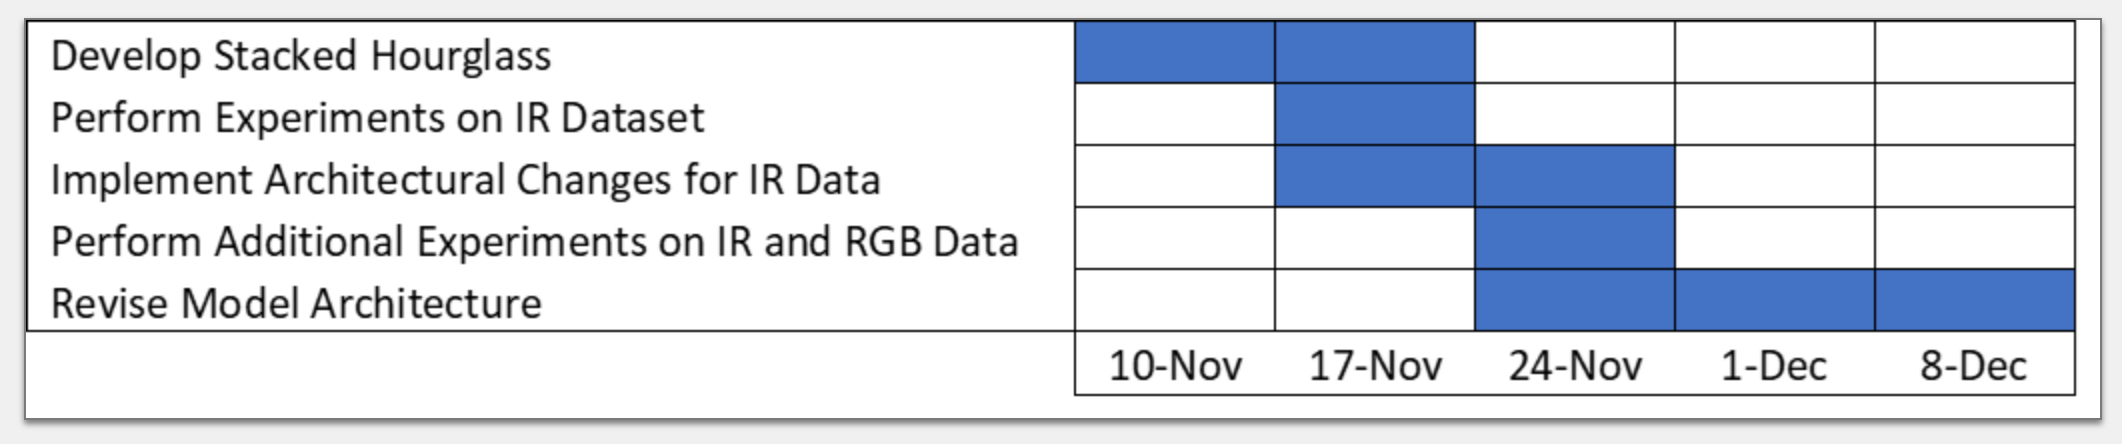 Develop Stacked Hourglass
Perform Experiments on IR Dataset
Implement Architectural Changes for IR Data
Perform Additional Experiments on IR and RGB Data
Revise Model Architecture
10-Nov 17-Nov 24-Nov 1-Dec 8-Dec